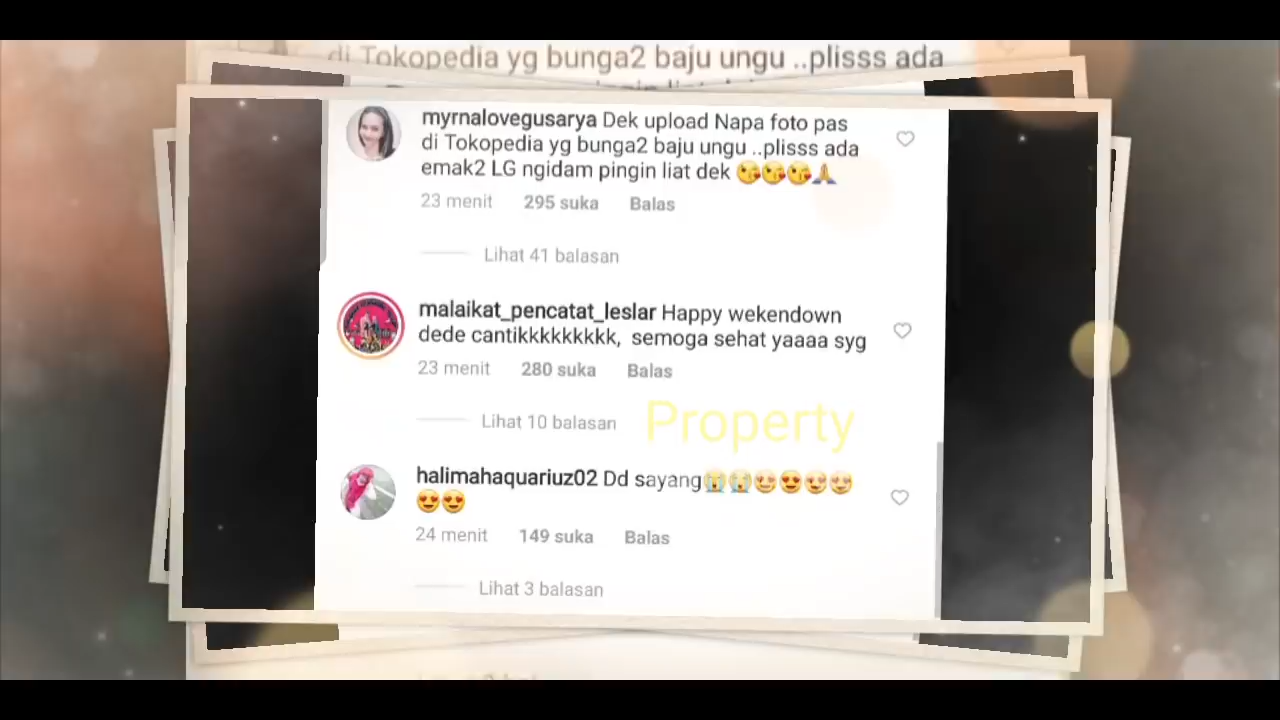 di Tokopedia yg bunga2 baju ungu ..plisss ada
myrnalovegusarya Dek upload Napa foto pas
di Tokopedia yg bunga2 baju ungu ..plisss ada
emak2 LG ngidam pingin liat dek 😘😘😘🙏
23 menit 295 suka Balas
Lihat 41 balasan
malaikat_pencatat_leslar Happy wekendown
dede cantikkkkkkkkk, semoga sehat yaaaa syg
23 menit 280 suka Balas
Lihat 10 balasan
Property
halimahaquariuz02 Dd sayang😭😭😍😍😍😍
😍😍
24 menit 149 suka Balas
Lihat 3 balasan